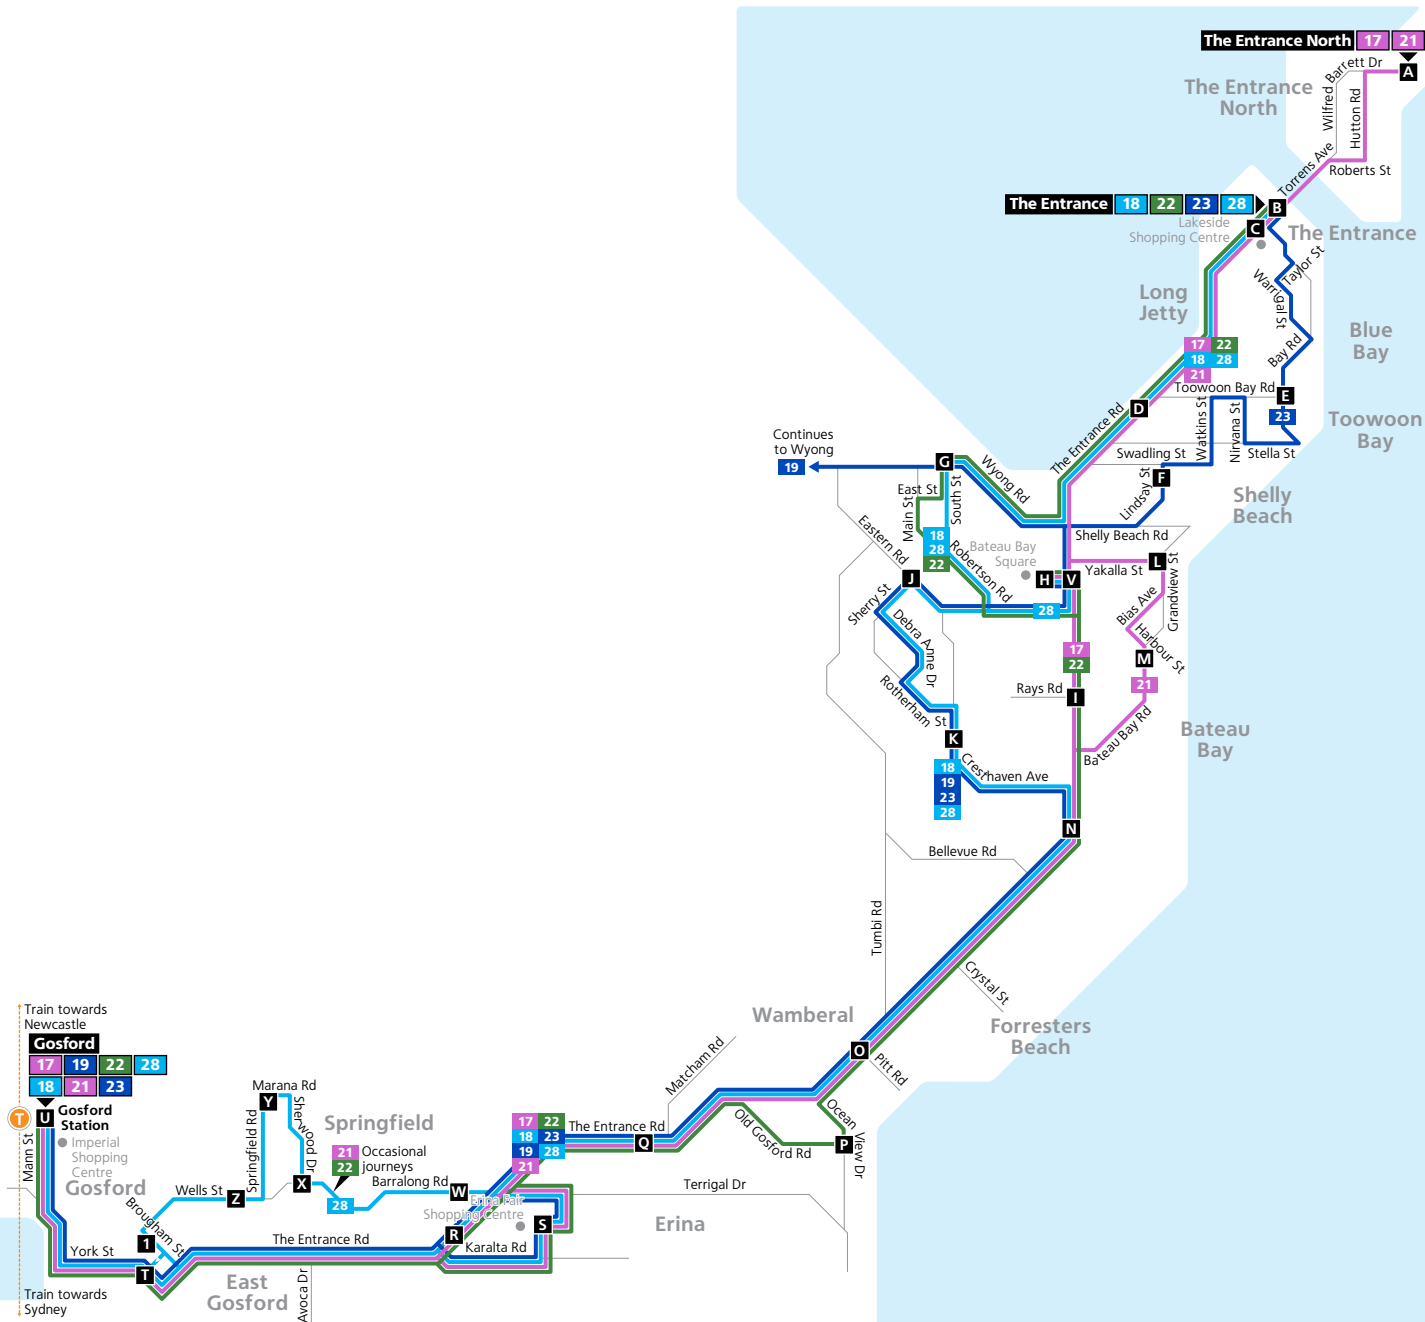 The Entrance North 17 21
A
Barrett Dr
The Entrance
North
Wilfred
Hutton Rd
Torrens Ave
Roberts St
The Entrance 18 22 23 28
B
Lakeside
Shopping Centre
C
The Entrance
Taylor St
Warrigal St
Long
Jetty
Blue
Bay
Bay Rd
17 22
18 28
21
Toowoon Bay Rd
E
D
23
Toowoon
Bay
Watkins St
Nirvana St
Stella St
The Entrance Rd
Swadling St
Continues
to Wyong
19
G
Wyong Rd
F
Lindsay St
Shelly
Beach
East St
South St
Main St
Eastern Rd
Shelly Beach Rd
18
28
22
Robertson Rd
Bateau Bay
Square
L
Yakalla St
Grandview St
J
H
V
Sherry St
28
Bias Ave
Harbour St
Debra Anne Dr
17
22
M
21
Rotherham St
Rays Rd
I
Bateau Bay Rd
Bateau
Bay
K
18
19
23
28
Cresthaven Ave
N
Bellevue Rd
Tumbi Rd
Crystal St
Wamberal
Forresters
Beach
O
Pitt Rd
Matcham Rd
Train towards
Newcastle
Gosford
17 19 22 28
18 21 23
T
U
Gosford
Station
Imperial
Shopping
Centre
Mann St
Gosford
Marana Rd
Y
Sherwood Dr
Springfield Rd
Springfield
21
22
Occasional
journeys
28
X
Barralong Rd
W
Wells St
Z
Brougham St
1
17 22
18 23
19 28
21
The Entrance Rd
Q
Old Gosford Rd
Ocean View Dr
P
Terrigal Dr
Erina Fair
Shopping Centre
S
R
Erina
Karalta Rd
The Entrance Rd
York St
T
East
Gosford
Avoca Dr
Train towards
Sydney